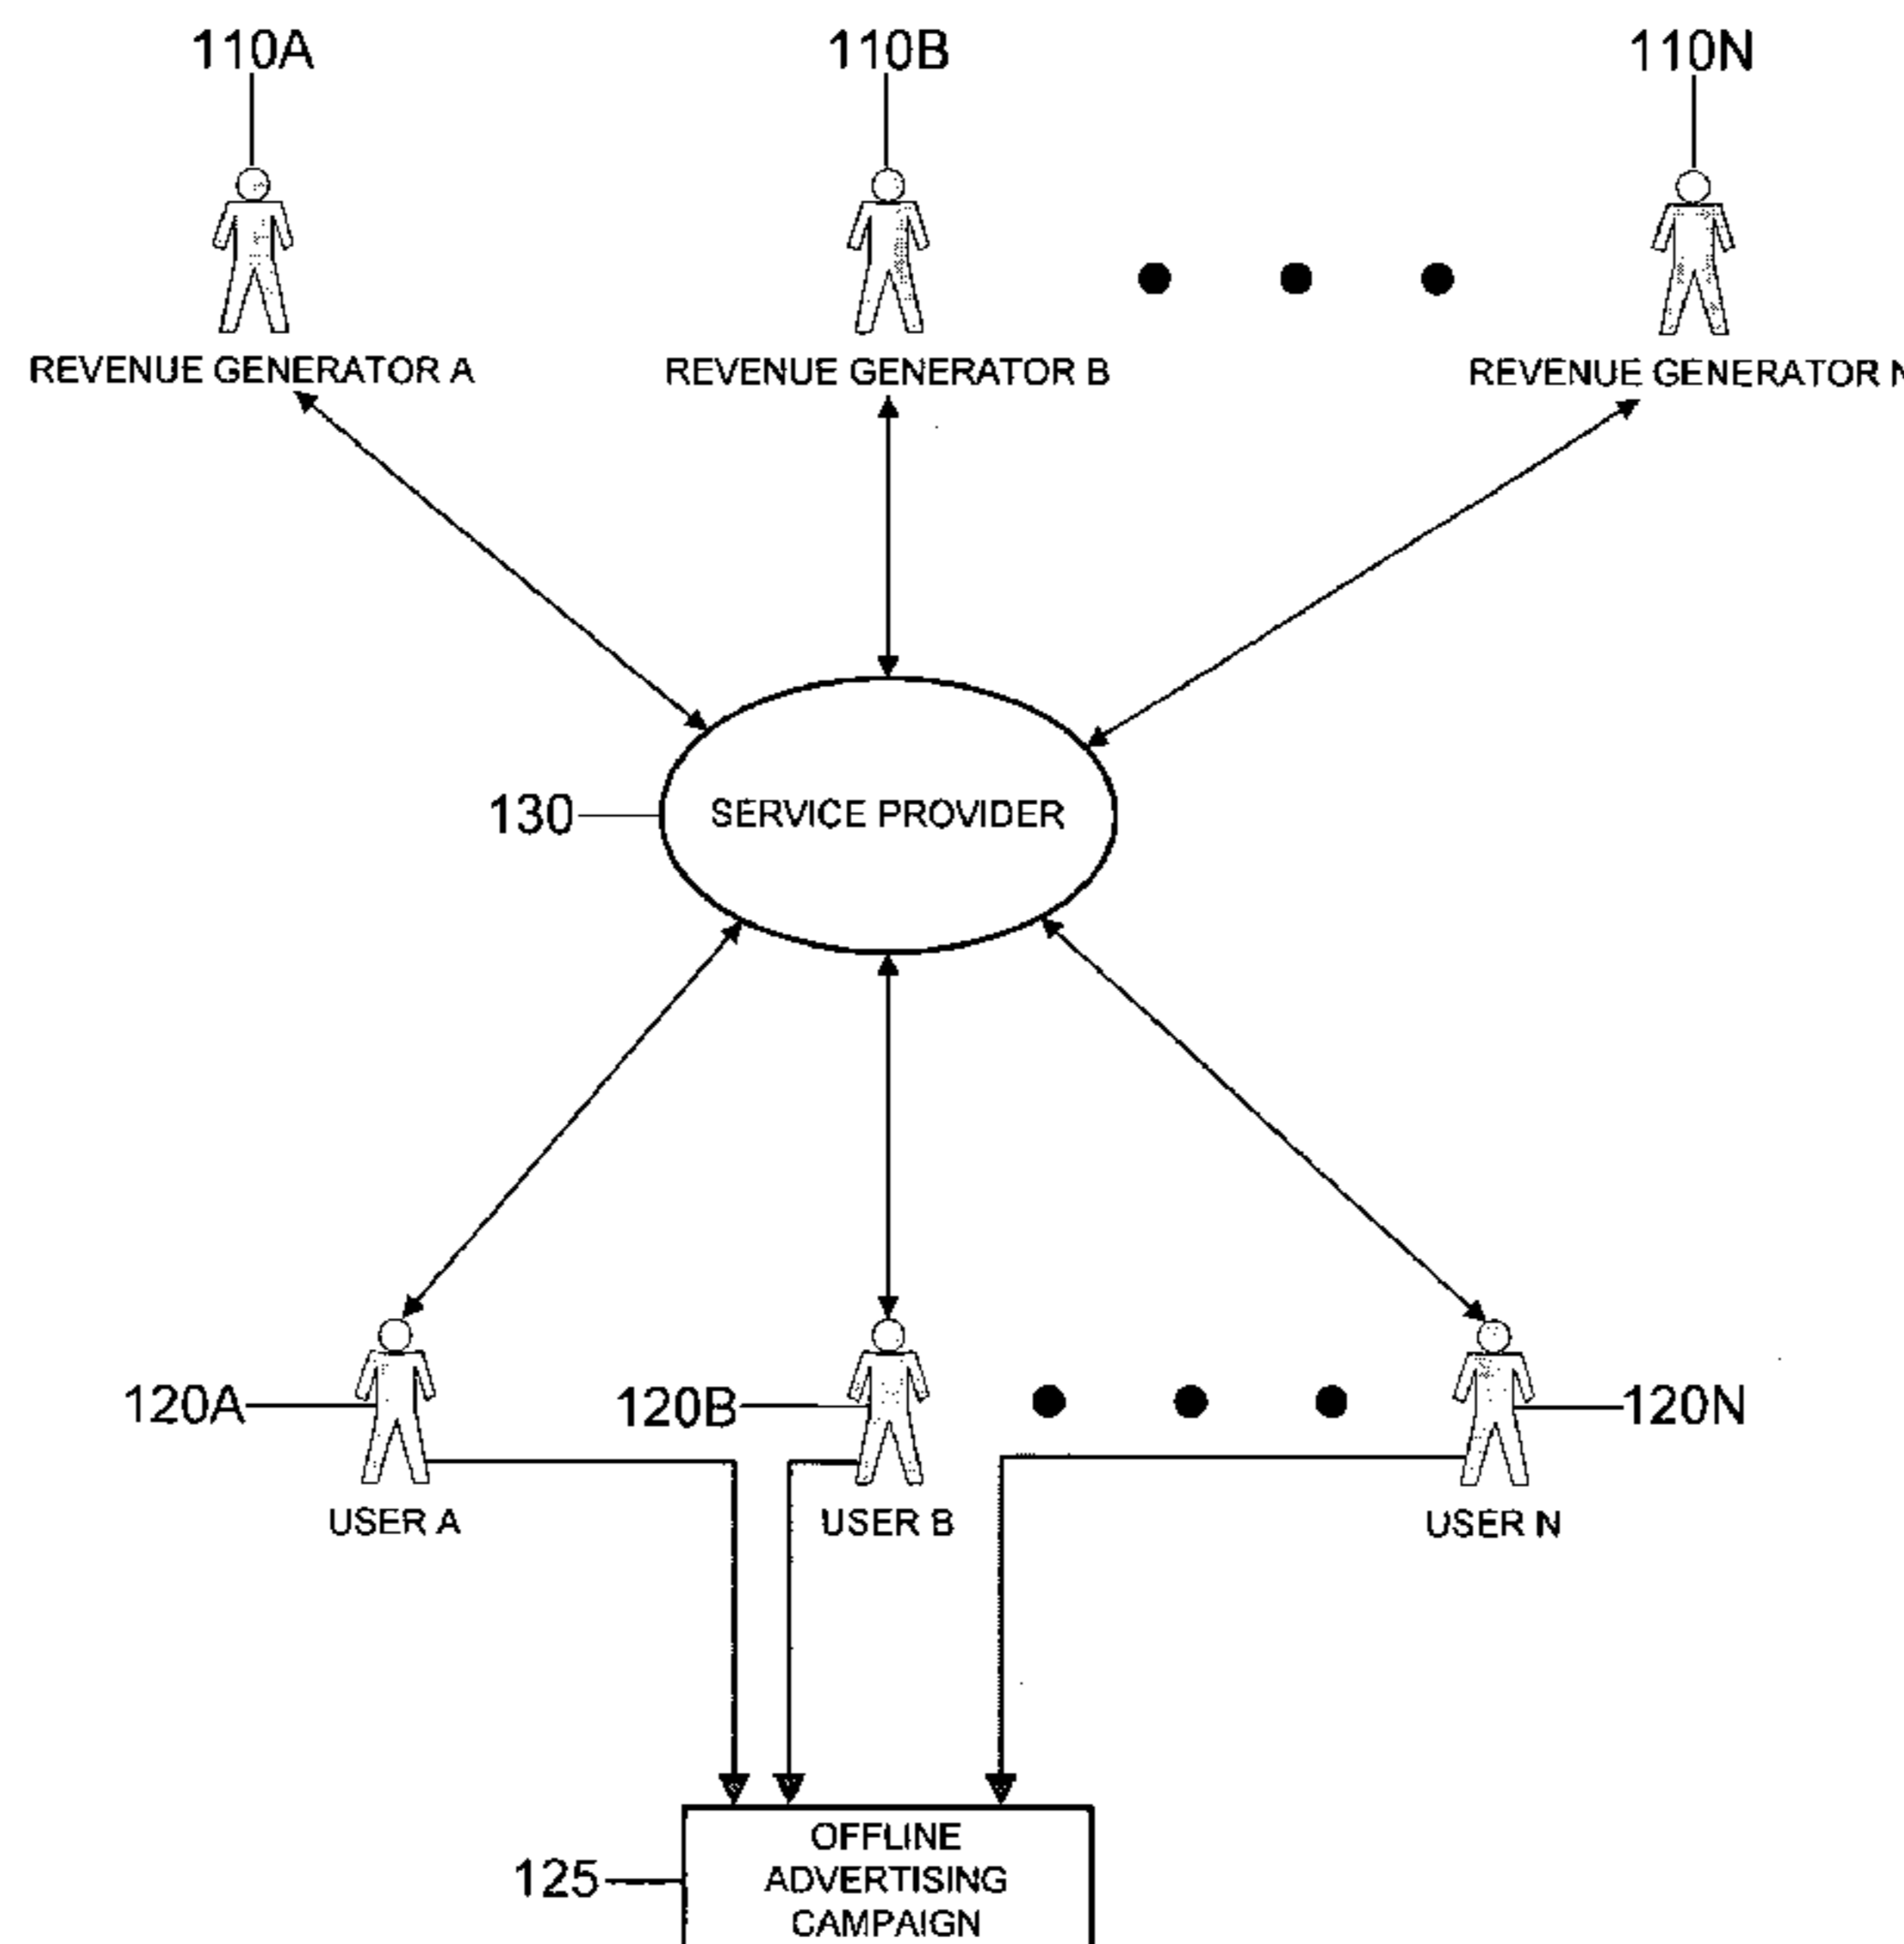 110A 110B 110N
REVENUE GENERATOR A REVENUE GENERATOR B REVENUE GENERATOR N
130 SERVICE PROVIDER
120A 120B 120N
USER A USER B USER N
OFFLINE
125 ADVERTISING
CAMPAIGN